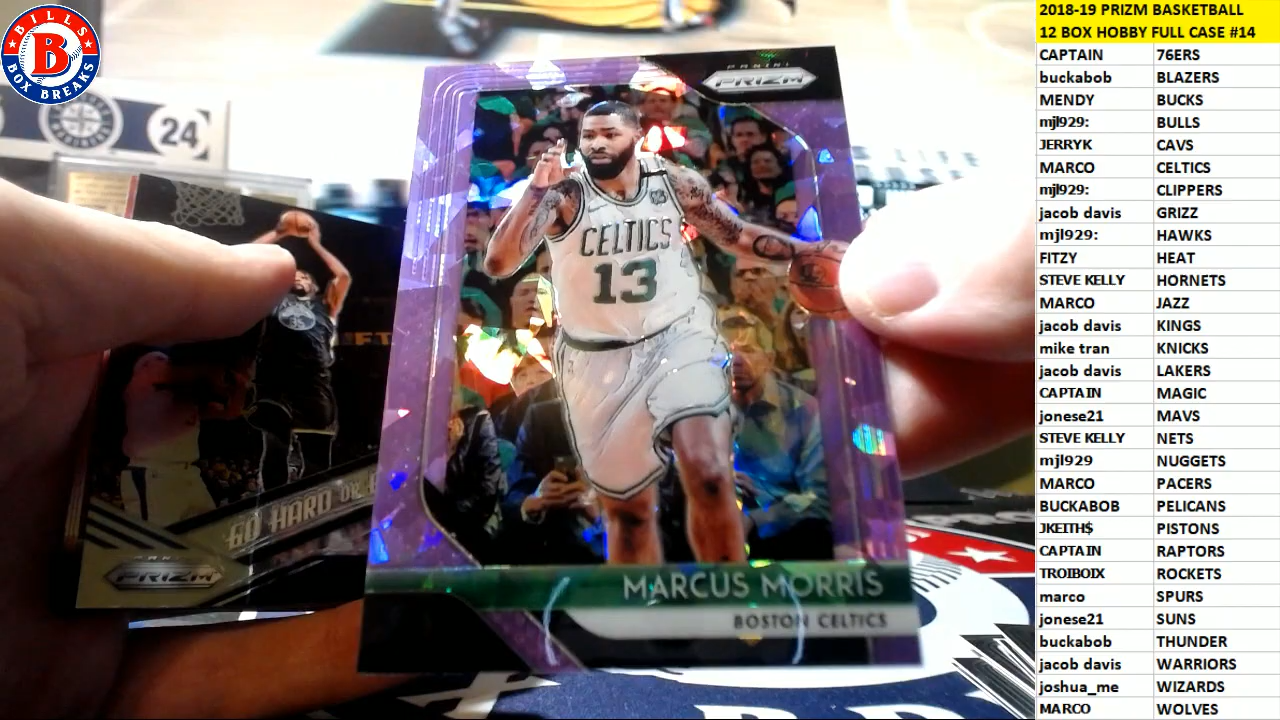 BILLS
B
BOX BREAKS
24
PANINI
PRIZM
CELTICS
13
MARCUS MORRIS
BOSTON CELTICS
GO HARD OR
PANINI
PRIZM
2018-19 PRIZM BASKETBALL
12 BOX HOBBY FULL CASE #14
CAPTAIN 76ERS
buckabob BLAZERS
MENDY BUCKS
mjl929: BULLS
JERRYK CAVS
MARCO CELTICS
mjl929: CLIPPERS
jacob davis GRIZZ
mjl929: HAWKS
FITZY HEAT
STEVE KELLY HORNETS
MARCO JAZZ
jacob davis KINGS
mike tran KNICKS
jacob davis LAKERS
CAPTAIN MAGIC
jonese21 MAVS
STEVE KELLY NETS
mjl929 NUGGETS
MARCO PACERS
BUCKABOB PELICANS
JKEITH$ PISTONS
CAPTAIN RAPTORS
TROIBOIX ROCKETS
marco SPURS
jonese21 SUNS
buckabob THUNDER
jacob davis WARRIORS
joshua_me WIZARDS
MARCO WOLVES